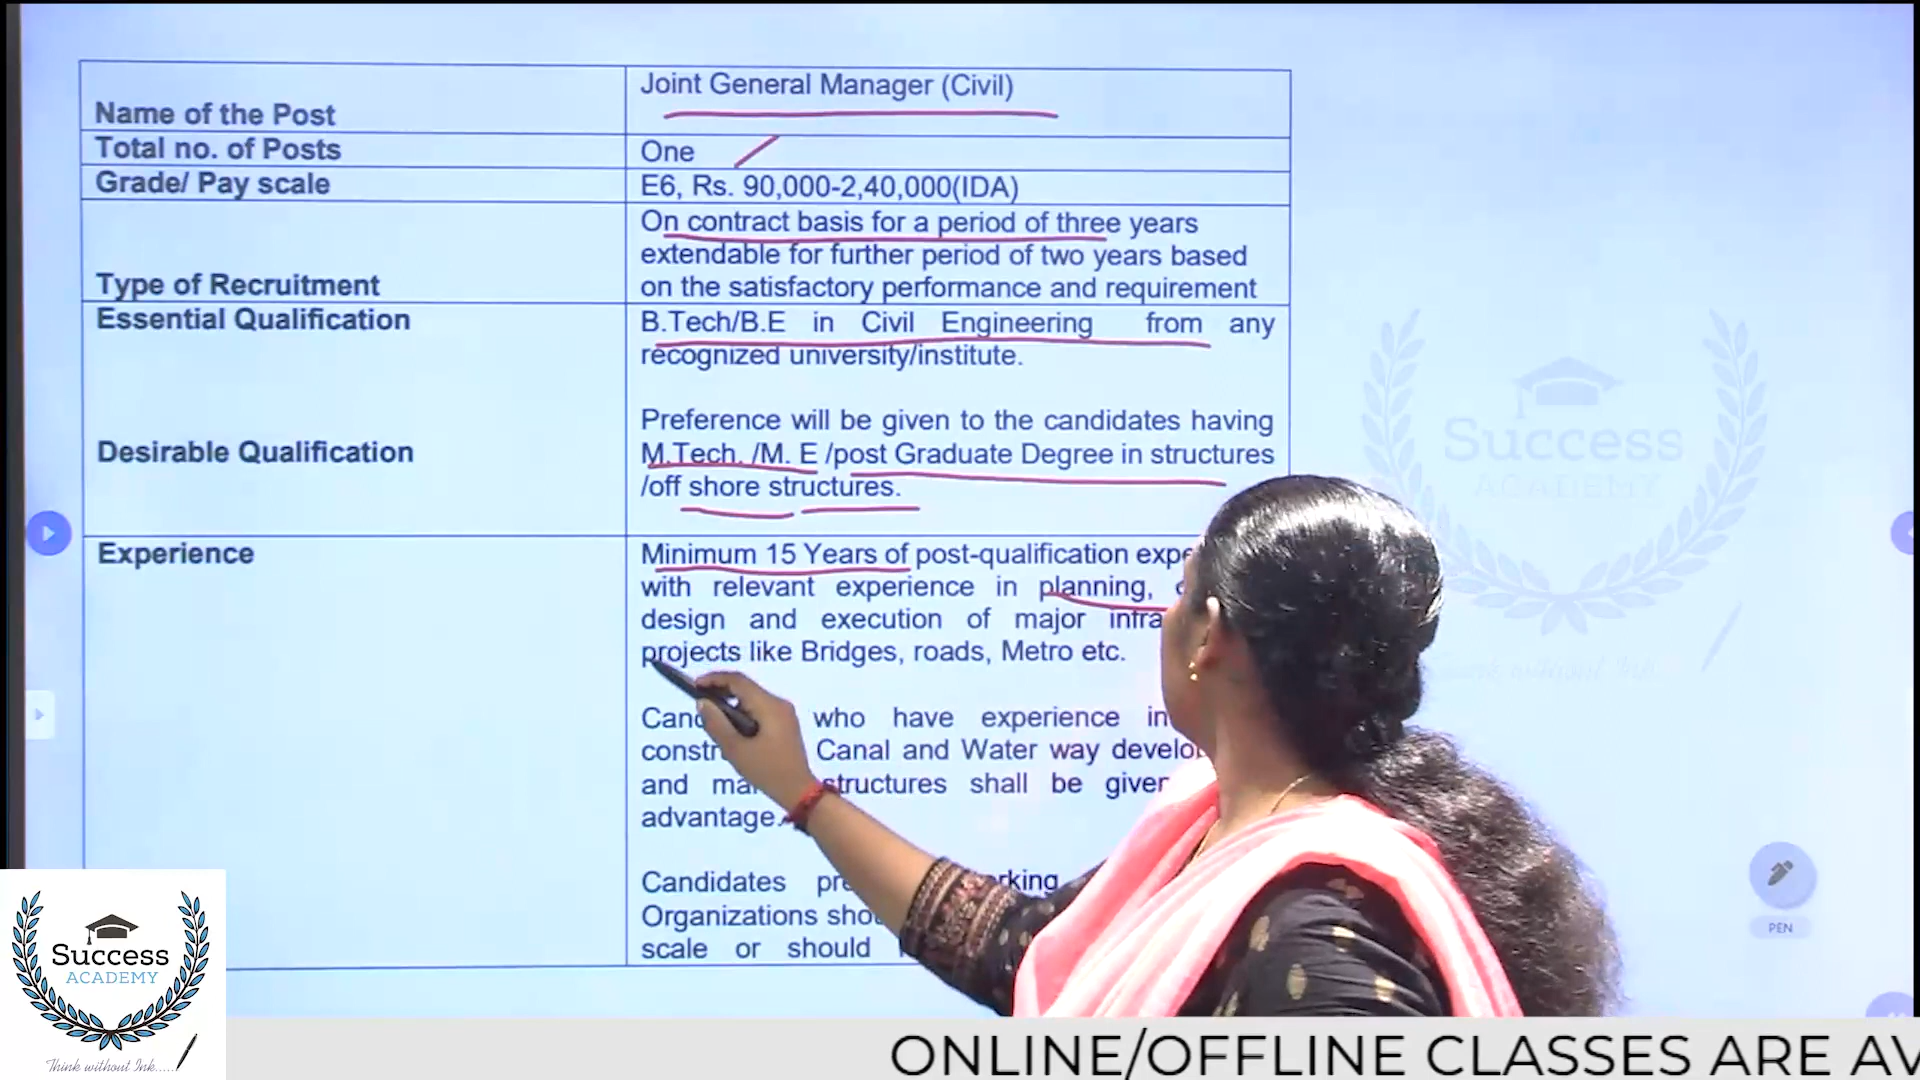 Name of the Post
Joint General Manager (Civil)
Total no. of Posts
One
Grade/ Pay scale
E6, Rs. 90,000-2,40,000(IDA)
Type of Recruitment
On contract basis for a period of three years
extendable for further period of two years based
on the satisfactory performance and requirement
Essential Qualification
B.Tech/B.E in Civil Engineering from any
recognized university/institute.
Desirable Qualification
Preference will be given to the candidates having
M.Tech. /M. E /post Graduate Degree in structures
/off shore structures.
Experience
Minimum 15 Years of post-qualification
with relevant experience in planning,
design and execution of major
projects like Bridges, roads, Metro etc.
who have experience in
Canal and Water way
and structures shall be
advantage.
Candidates
Organizations
scale or should
Success
ACADEMY
PEN
Success
ACADEMY
Think without Ink......
ONLINE/OFFLINE CLASSES ARE AV